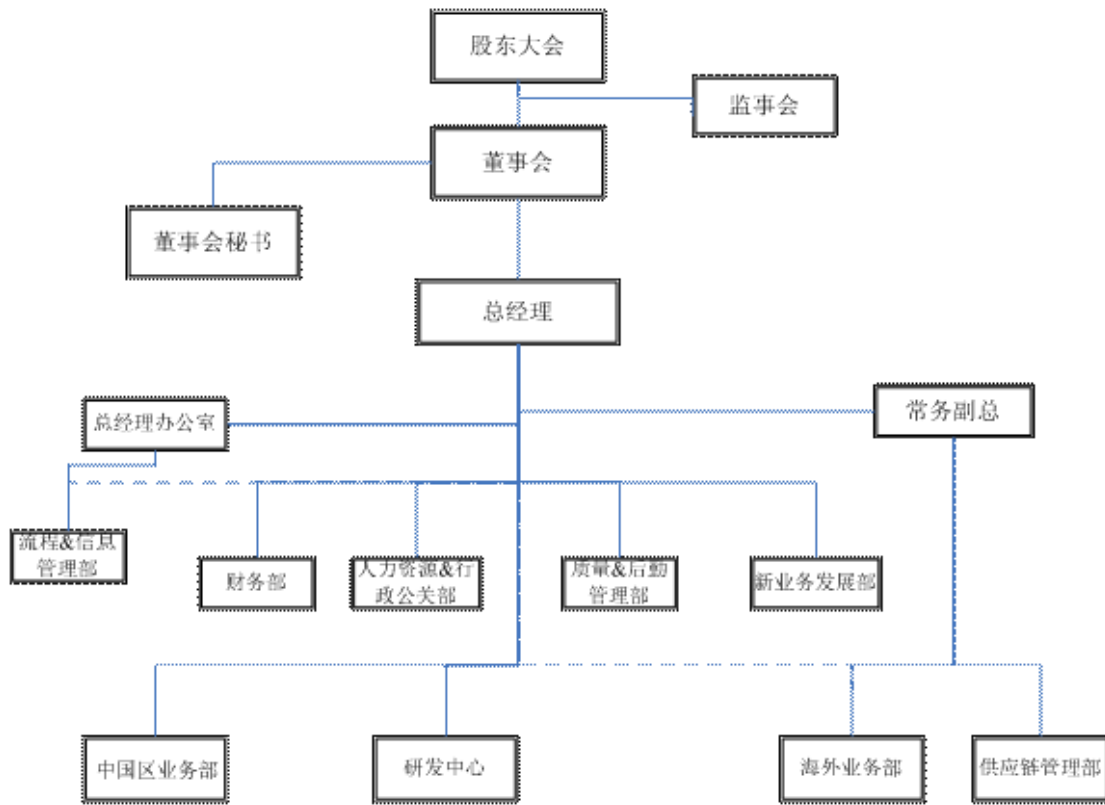 股东大会
监事会
董事会
董事会秘书
总经理
总经理办公室
常务副总
流程&信息
管理部
财务部
人力资源&行
政公关部
质量&后勤
管理部
新业务发展部
中国区业务部
研发中心
海外业务部
供应链管理部